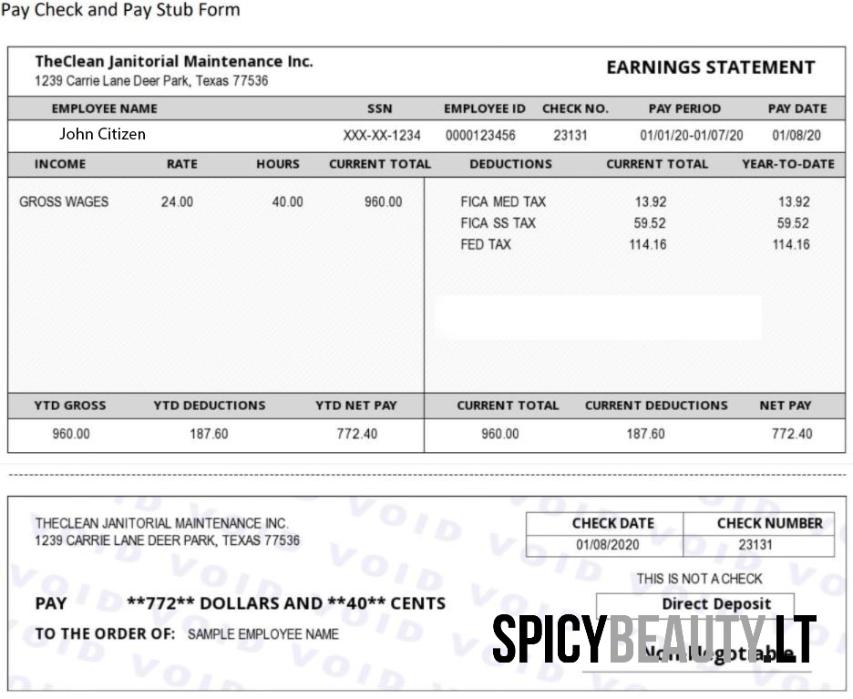 Pay Check and Pay Stub Form
TheClean Janitorial Maintenance Inc.
1239 Carrie Lane Deer Park, Texas 77536
EARNINGS STATEMENT
EMPLOYEE NAME SSN EMPLOYEE ID CHECK NO. PAY PERIOD PAY DATE
John Citizen XXX-XX-1234 0000123456 23131 01/01/20-01/07/20 01/08/20
INCOME RATE HOURS CURRENT TOTAL DEDUCTIONS CURRENT TOTAL YEAR-TO-DATE
GROSS WAGES 24.00 40.00 960.00 FICA MED TAX 13.92 13.92
FICA SS TAX 59.52 59.52
FED TAX 114.16 114.16
YTD GROSS YTD DEDUCTIONS YTD NET PAY CURRENT TOTAL CURRENT DEDUCTIONS NET PAY
960.00 187.60 772.40 960.00 187.60 772.40
THECLEAN JANITORIAL MAINTENANCE INC.
1239 CARRIE LANE DEER PARK, TEXAS 77536
CHECK DATE CHECK NUMBER
01/08/2020 23131
THIS IS NOT A CHECK
PAY **772** DOLLARS AND **40** CENTS
Direct Deposit
TO THE ORDER OF: SAMPLE EMPLOYEE NAME
Non-Negotiable
SPICYBEAUTY.LT
VOID VOID VOID VOID
VOID VOID VOID VOID
VOID VOID VOID VOID